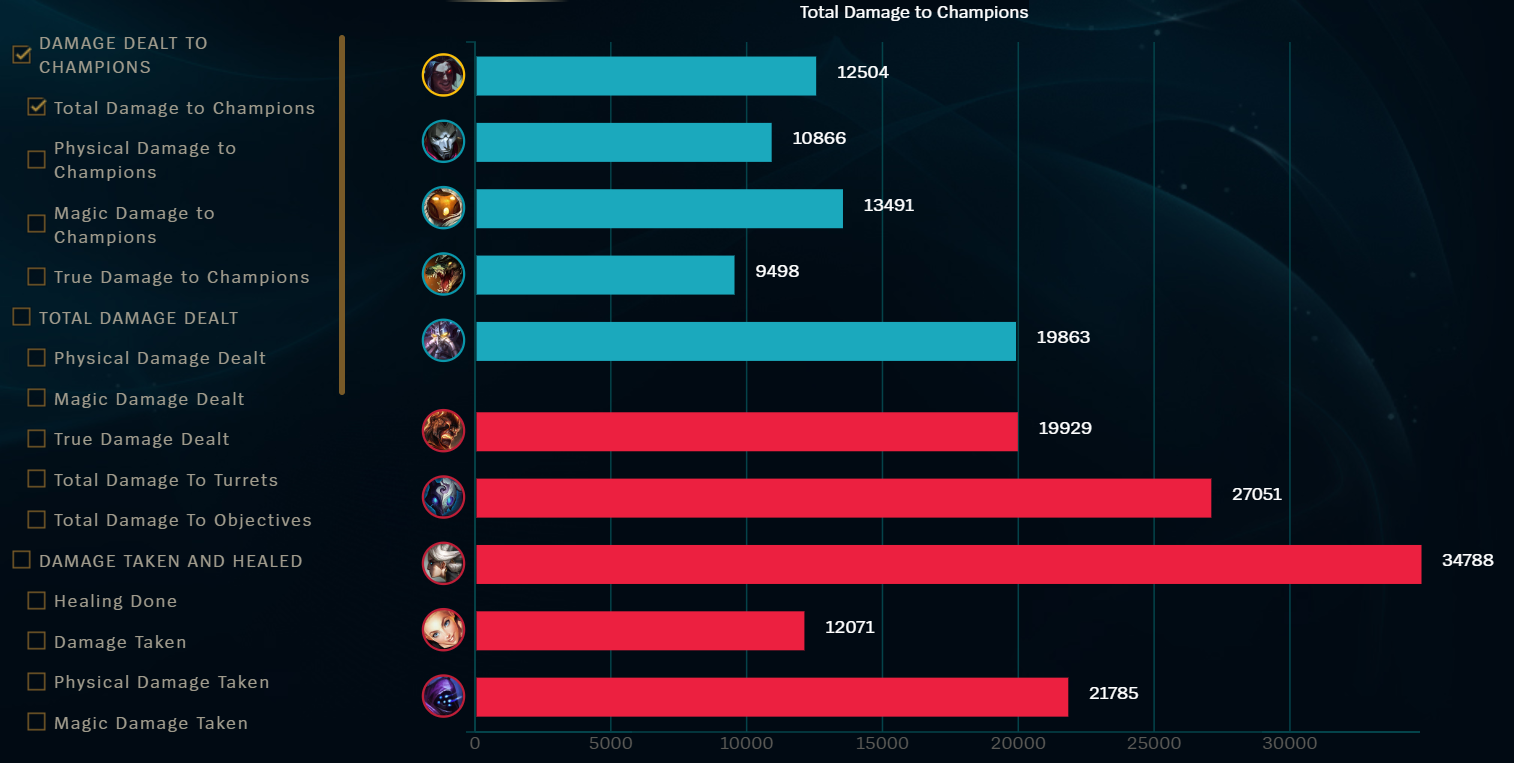 Total Damage to Champions
DAMAGE DEALT TO
CHAMPIONS
Total Damage to Champions
Physical Damage to
Champions
Magic Damage to
Champions
True Damage to Champions
TOTAL DAMAGE DEALT
Physical Damage Dealt
Magic Damage Dealt
True Damage Dealt
Total Damage To Turrets
Total Damage To Objectives
DAMAGE TAKEN AND HEALED
Healing Done
Damage Taken
Physical Damage Taken
Magic Damage Taken
12504
10866
13491
9498
19863
19929
27051
34788
12071
21785
0 5000 10000 15000 20000 25000 30000